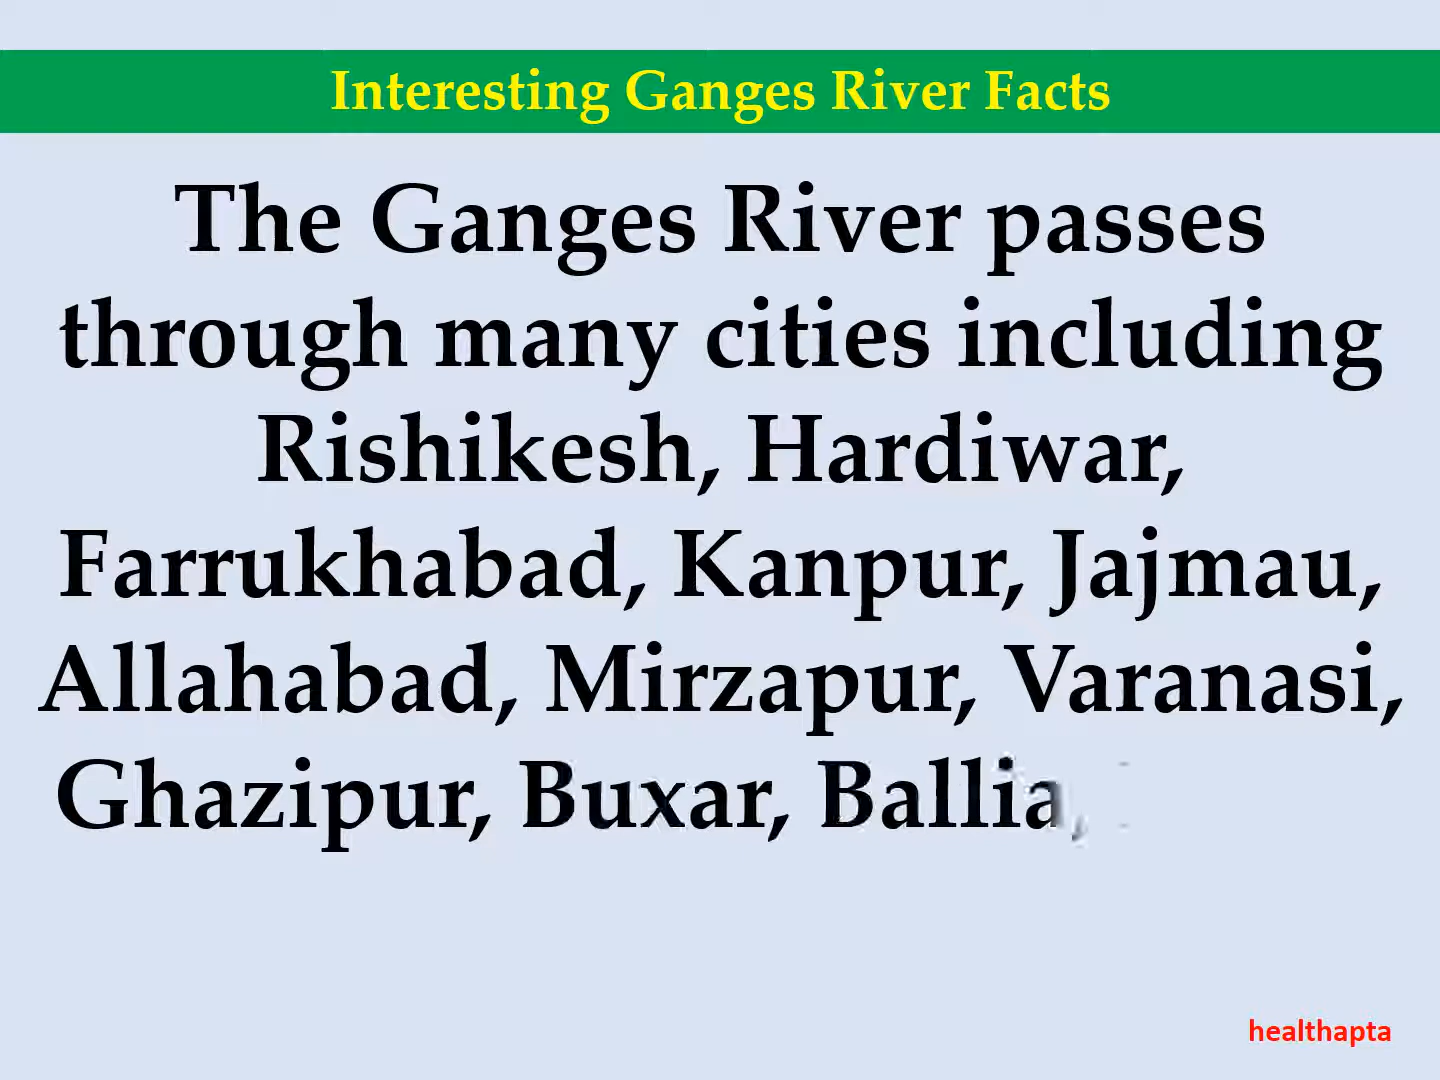 Interesting Ganges River Facts
The Ganges River passes
through many cities including
Rishikesh, Hardiwar,
Farrukhabad, Kanpur, Jajmau,
Allahabad, Mirzapur, Varanasi,
Ghazipur, Buxar, Ballia,
healthapta